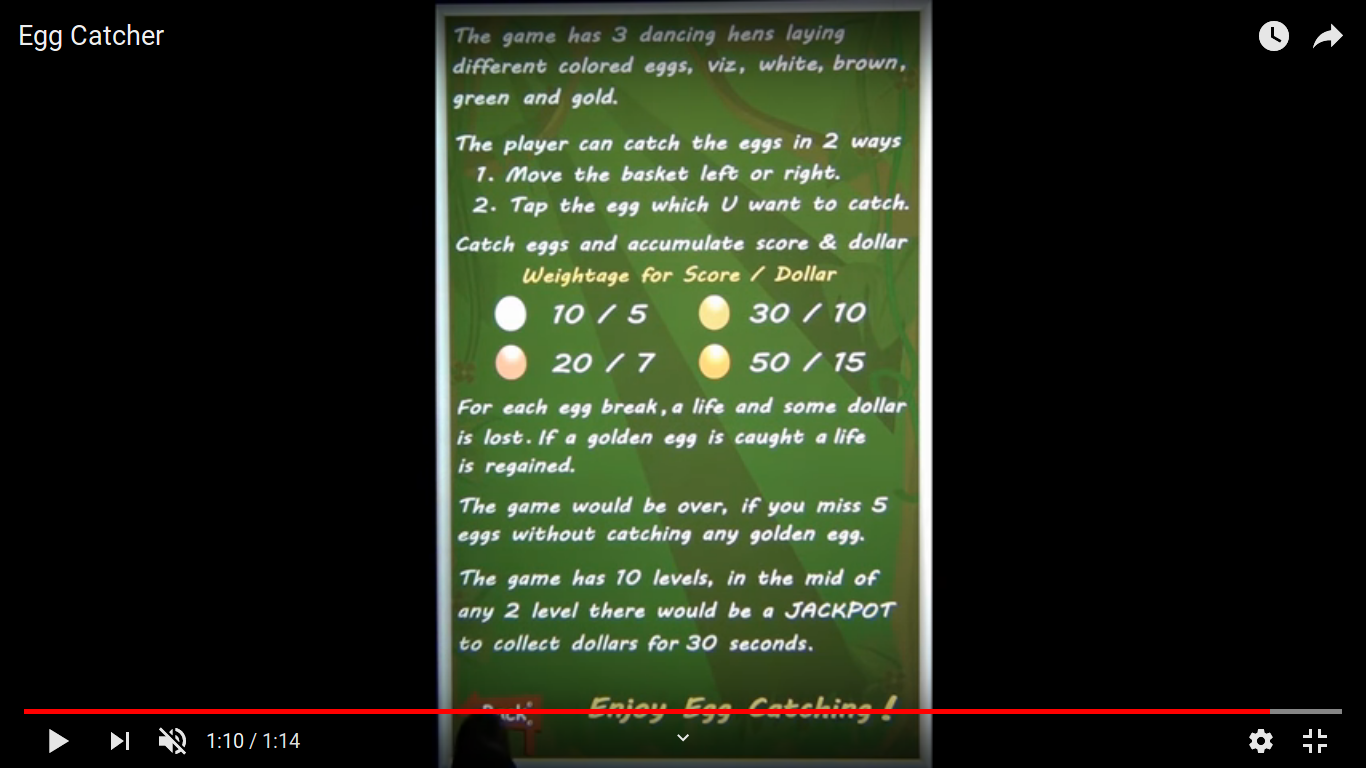 Egg Catcher
The game has 3 dancing hens laying
different colored eggs, viz, white, brown,
green and gold.
The player can catch the eggs in 2 ways
1. Move the basket left or right.
2. Tap the egg which U want to catch.
Catch eggs and accumulate score & dollar
Weightage for Score / Dollar
10 / 5 30 / 10
20 / 7 50 / 15
For each egg break, a life and some dollar
is lost. If a golden egg is caught a life
is regained.
The game would be over, if you miss 5
eggs without catching any golden egg.
The game has 10 levels, in the mid of
any 2 level there would be a JACKPOT
to collect dollars for 30 seconds.
Back Enjoy Egg Catching!
1:10 / 1:14